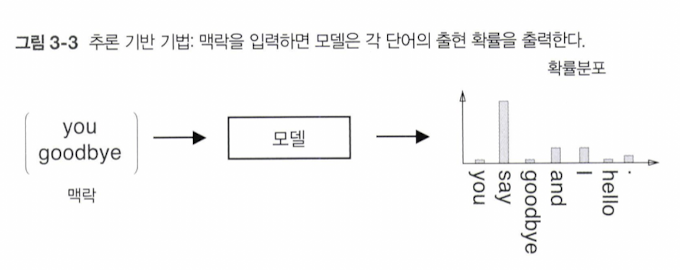 그림 3-3 추론 기반 기법: 맥락을 입력하면 모델은 각 단어의 출현 확률을 출력한다.
확률분포
you
goodbye
맥락
모델
you
say
goodbye
and
I
hello
.